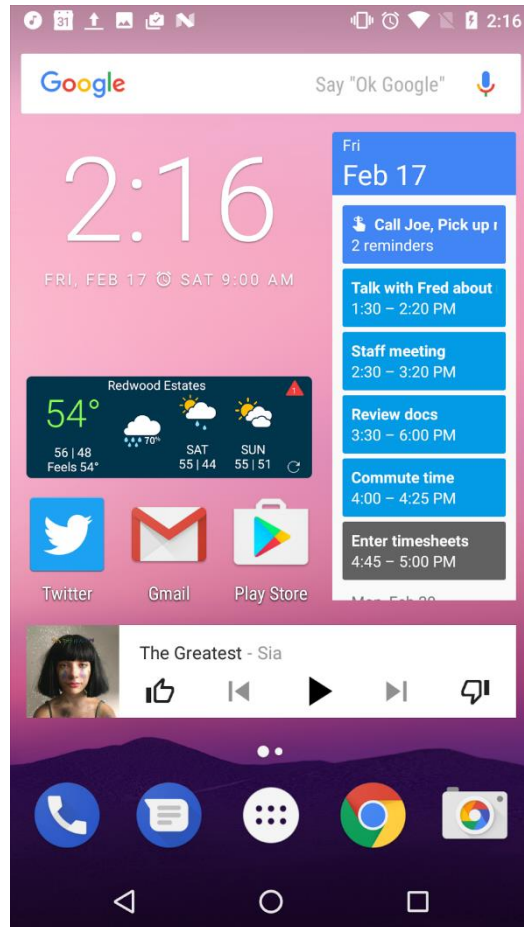 31
2:16
Google
Say "Ok Google"
2:16
FRI, FEB 17 SAT 9:00 AM
Fri
Feb 17
Call Joe, Pick up r
2 reminders
Talk with Fred about
1:30 – 2:20 PM
Staff meeting
2:30 – 3:20 PM
Review docs
3:30 – 6:00 PM
Commute time
4:00 – 4:25 PM
Enter timesheets
4:45 – 5:00 PM
Redwood Estates
54°
70%
56 | 48
Feels 54°
SAT
55 | 44
SUN
55 | 51
Twitter
Gmail
Play Store
The Greatest - Sia